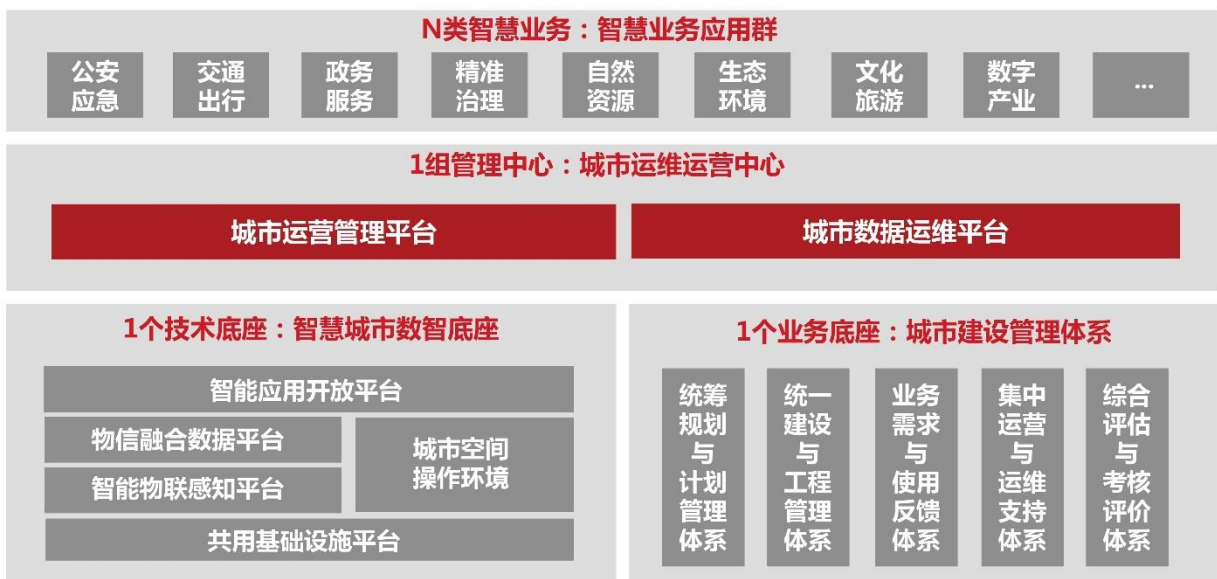 N类智慧业务：智慧业务应用群
公安
应急
交通
出行
政务
服务
精准
治理
自然
资源
生态
环境
文化
旅游
数字
产业
...
1组管理中心：城市运维运营中心
城市运营管理平台
城市数据运维平台
1个技术底座：智慧城市数智底座
智能应用开放平台
物信融合数据平台
智能物联感知平台
城市空间
操作环境
共用基础设施平台
1个业务底座：城市建设管理体系
统筹
规划
与
计划
管理
体系
统一
建设
与
工程
管理
体系
业务
需求
与
使用
反馈
体系
集中
运营
与
运维
支持
体系
综合
评估
与
考核
评价
体系